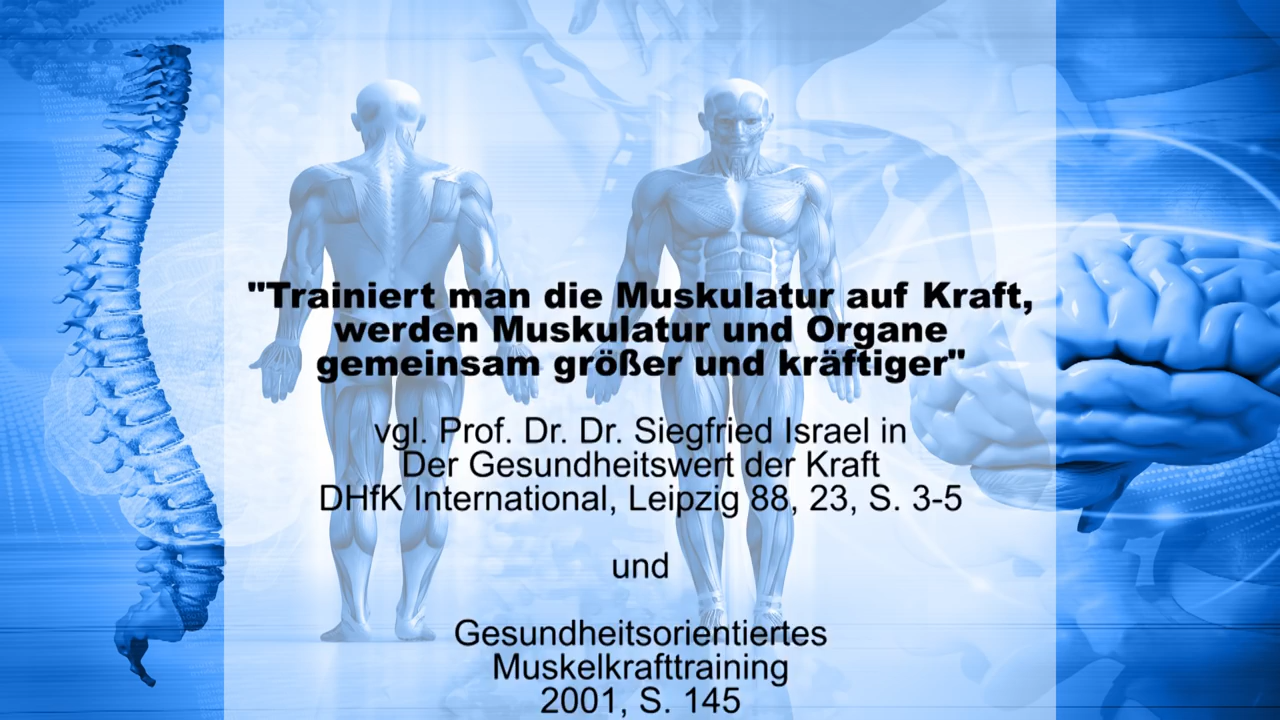 "Trainiert man die Muskulatur auf Kraft,
werden Muskulatur und Organe
gemeinsam größer und kräftiger"
vgl. Prof. Dr. Dr. Siegfried Israel in
Der Gesundheitswert der Kraft
DHfK International, Leipzig 88, 23, S. 3-5
und
Gesundheitsorientiertes
Muskelkrafttraining
2001, S. 145